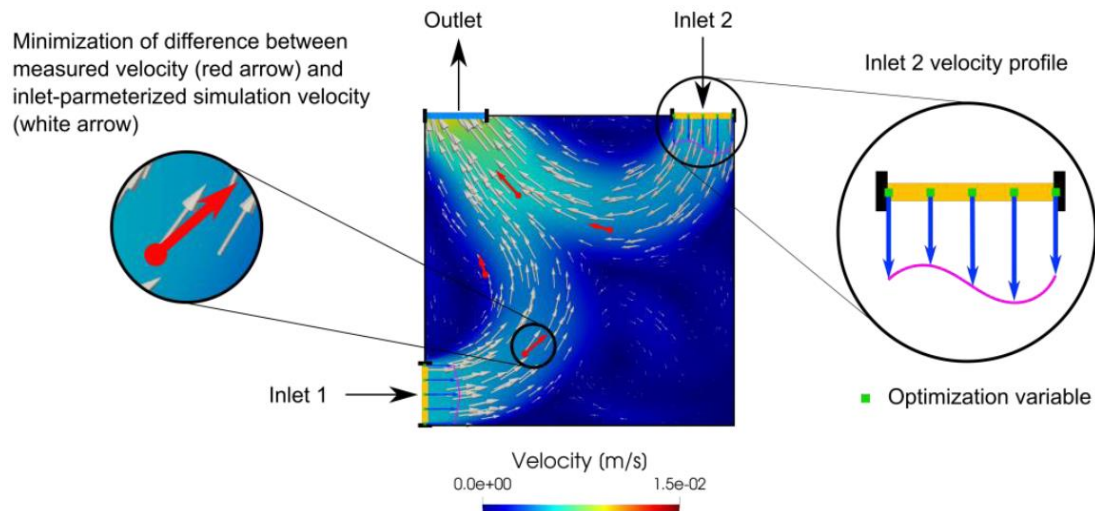 Outlet
Inlet 2
Minimization of difference between
measured velocity (red arrow) and
inlet-parmeterized simulation velocity
(white arrow)
Inlet 2 velocity profile
Inlet 1
Optimization variable
Velocity (m/s)
0.0e+00
1.5e-02